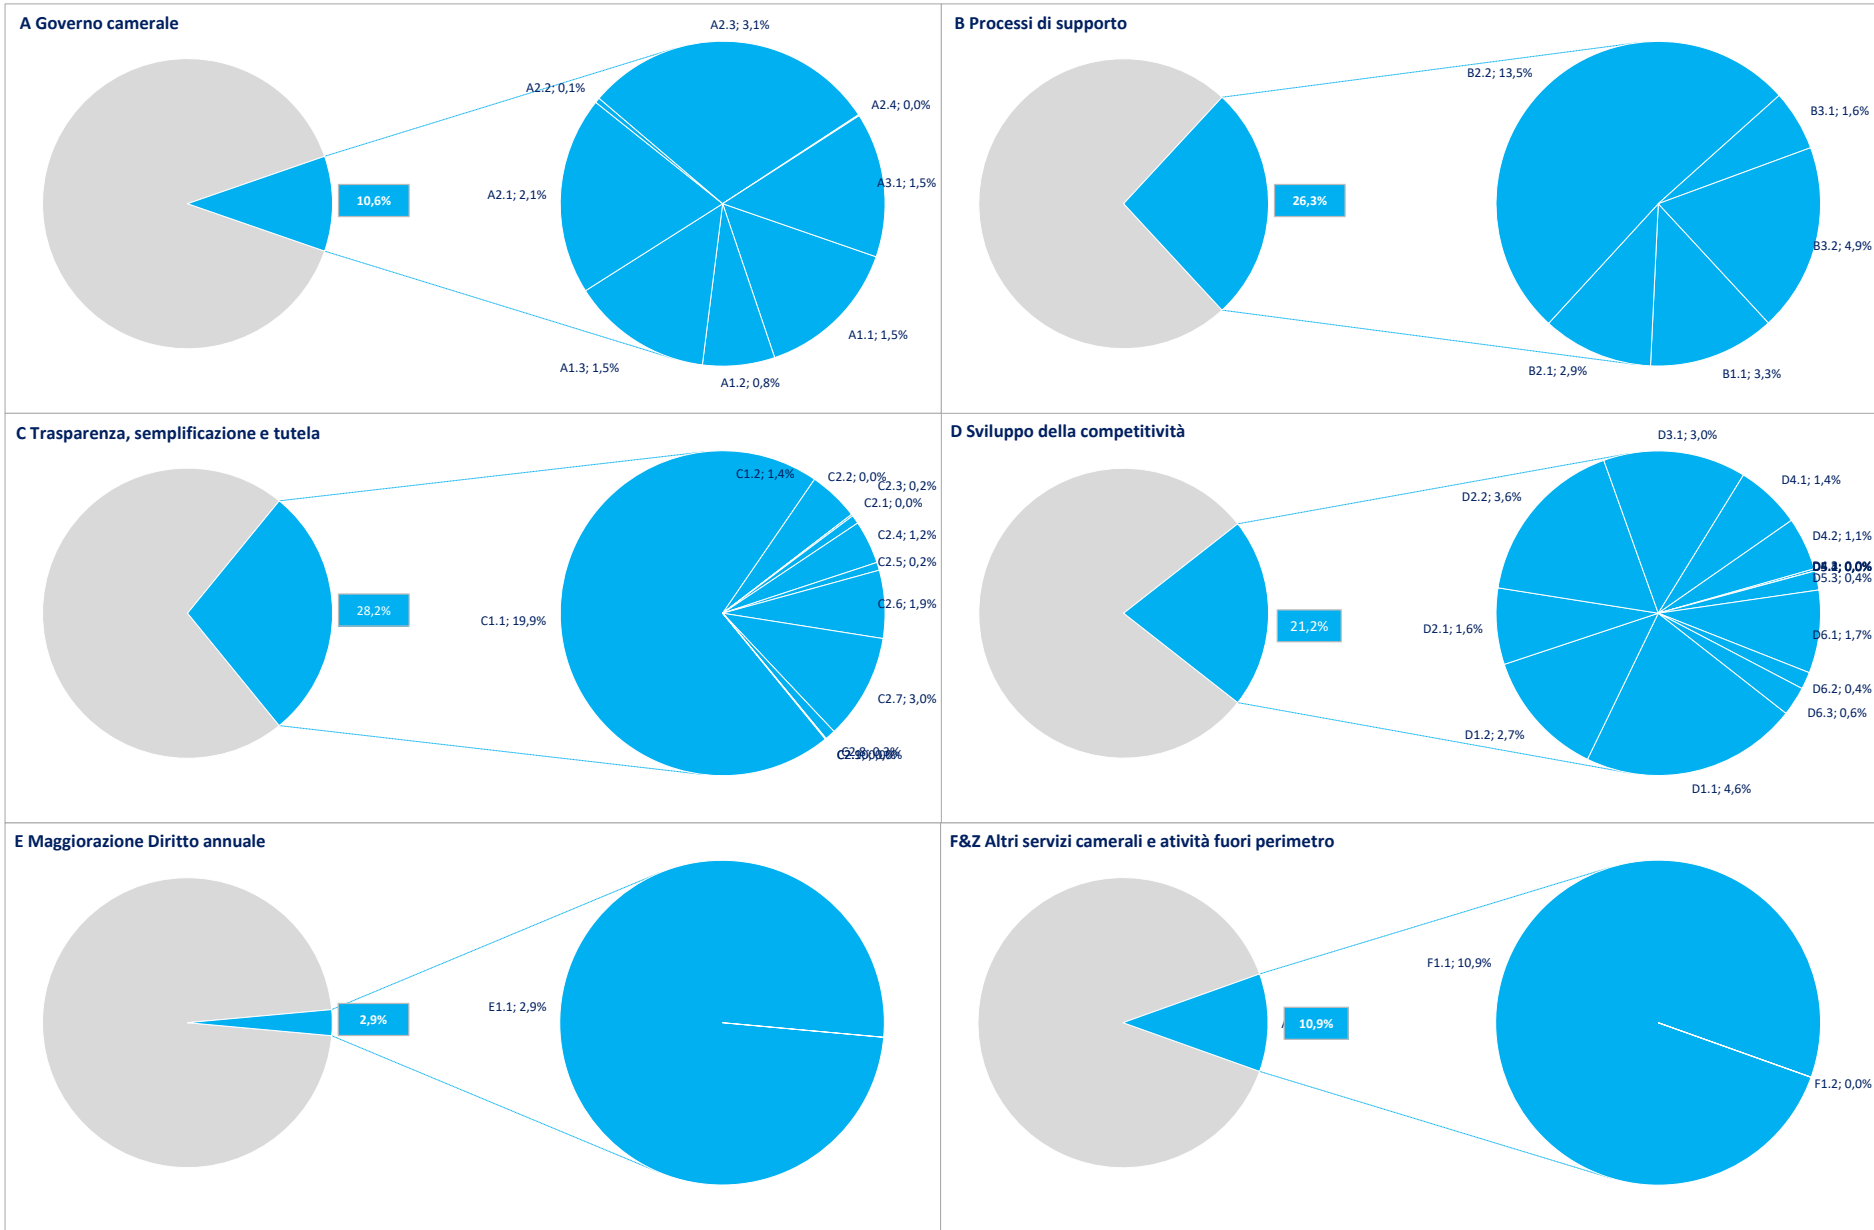 A Governo camerale
A2.3; 3,1%
A2.2; 0,1%
A2.4; 0,0%
A3.1; 1,5%
A2.1; 2,1%
10,6%
A1.1; 1,5%
A1.3; 1,5%
A1.2; 0,8%
B Processi di supporto
B2.2; 13,5%
B3.1; 1,6%
26,3%
B3.2; 4,9%
B2.1; 2,9%
B1.1; 3,3%
C Trasparenza, semplificazione e tutela
C1.2; 1,4%
C2.2; 0,0%
C2.3; 0,2%
C2.1; 0,0%
C2.4; 1,2%
C2.5; 0,2%
C2.6; 1,9%
28,2%
C1.1; 19,9%
C2.7; 3,0%
C2.8; 0,3%
D Sviluppo della competitività
D3.1; 3,0%
D4.1; 1,4%
D2.2; 3,6%
D4.2; 1,1%
D5.3; 0,4%
21,2%
D2.1; 1,6%
D6.1; 1,7%
D6.2; 0,4%
D6.3; 0,6%
D1.2; 2,7%
D1.1; 4,6%
E Maggiorazione Diritto annuale
E1.1; 2,9%
2,9%
F&Z Altri servizi camerali e atività fuori perimetro
F1.1; 10,9%
10,9%
F1.2; 0,0%